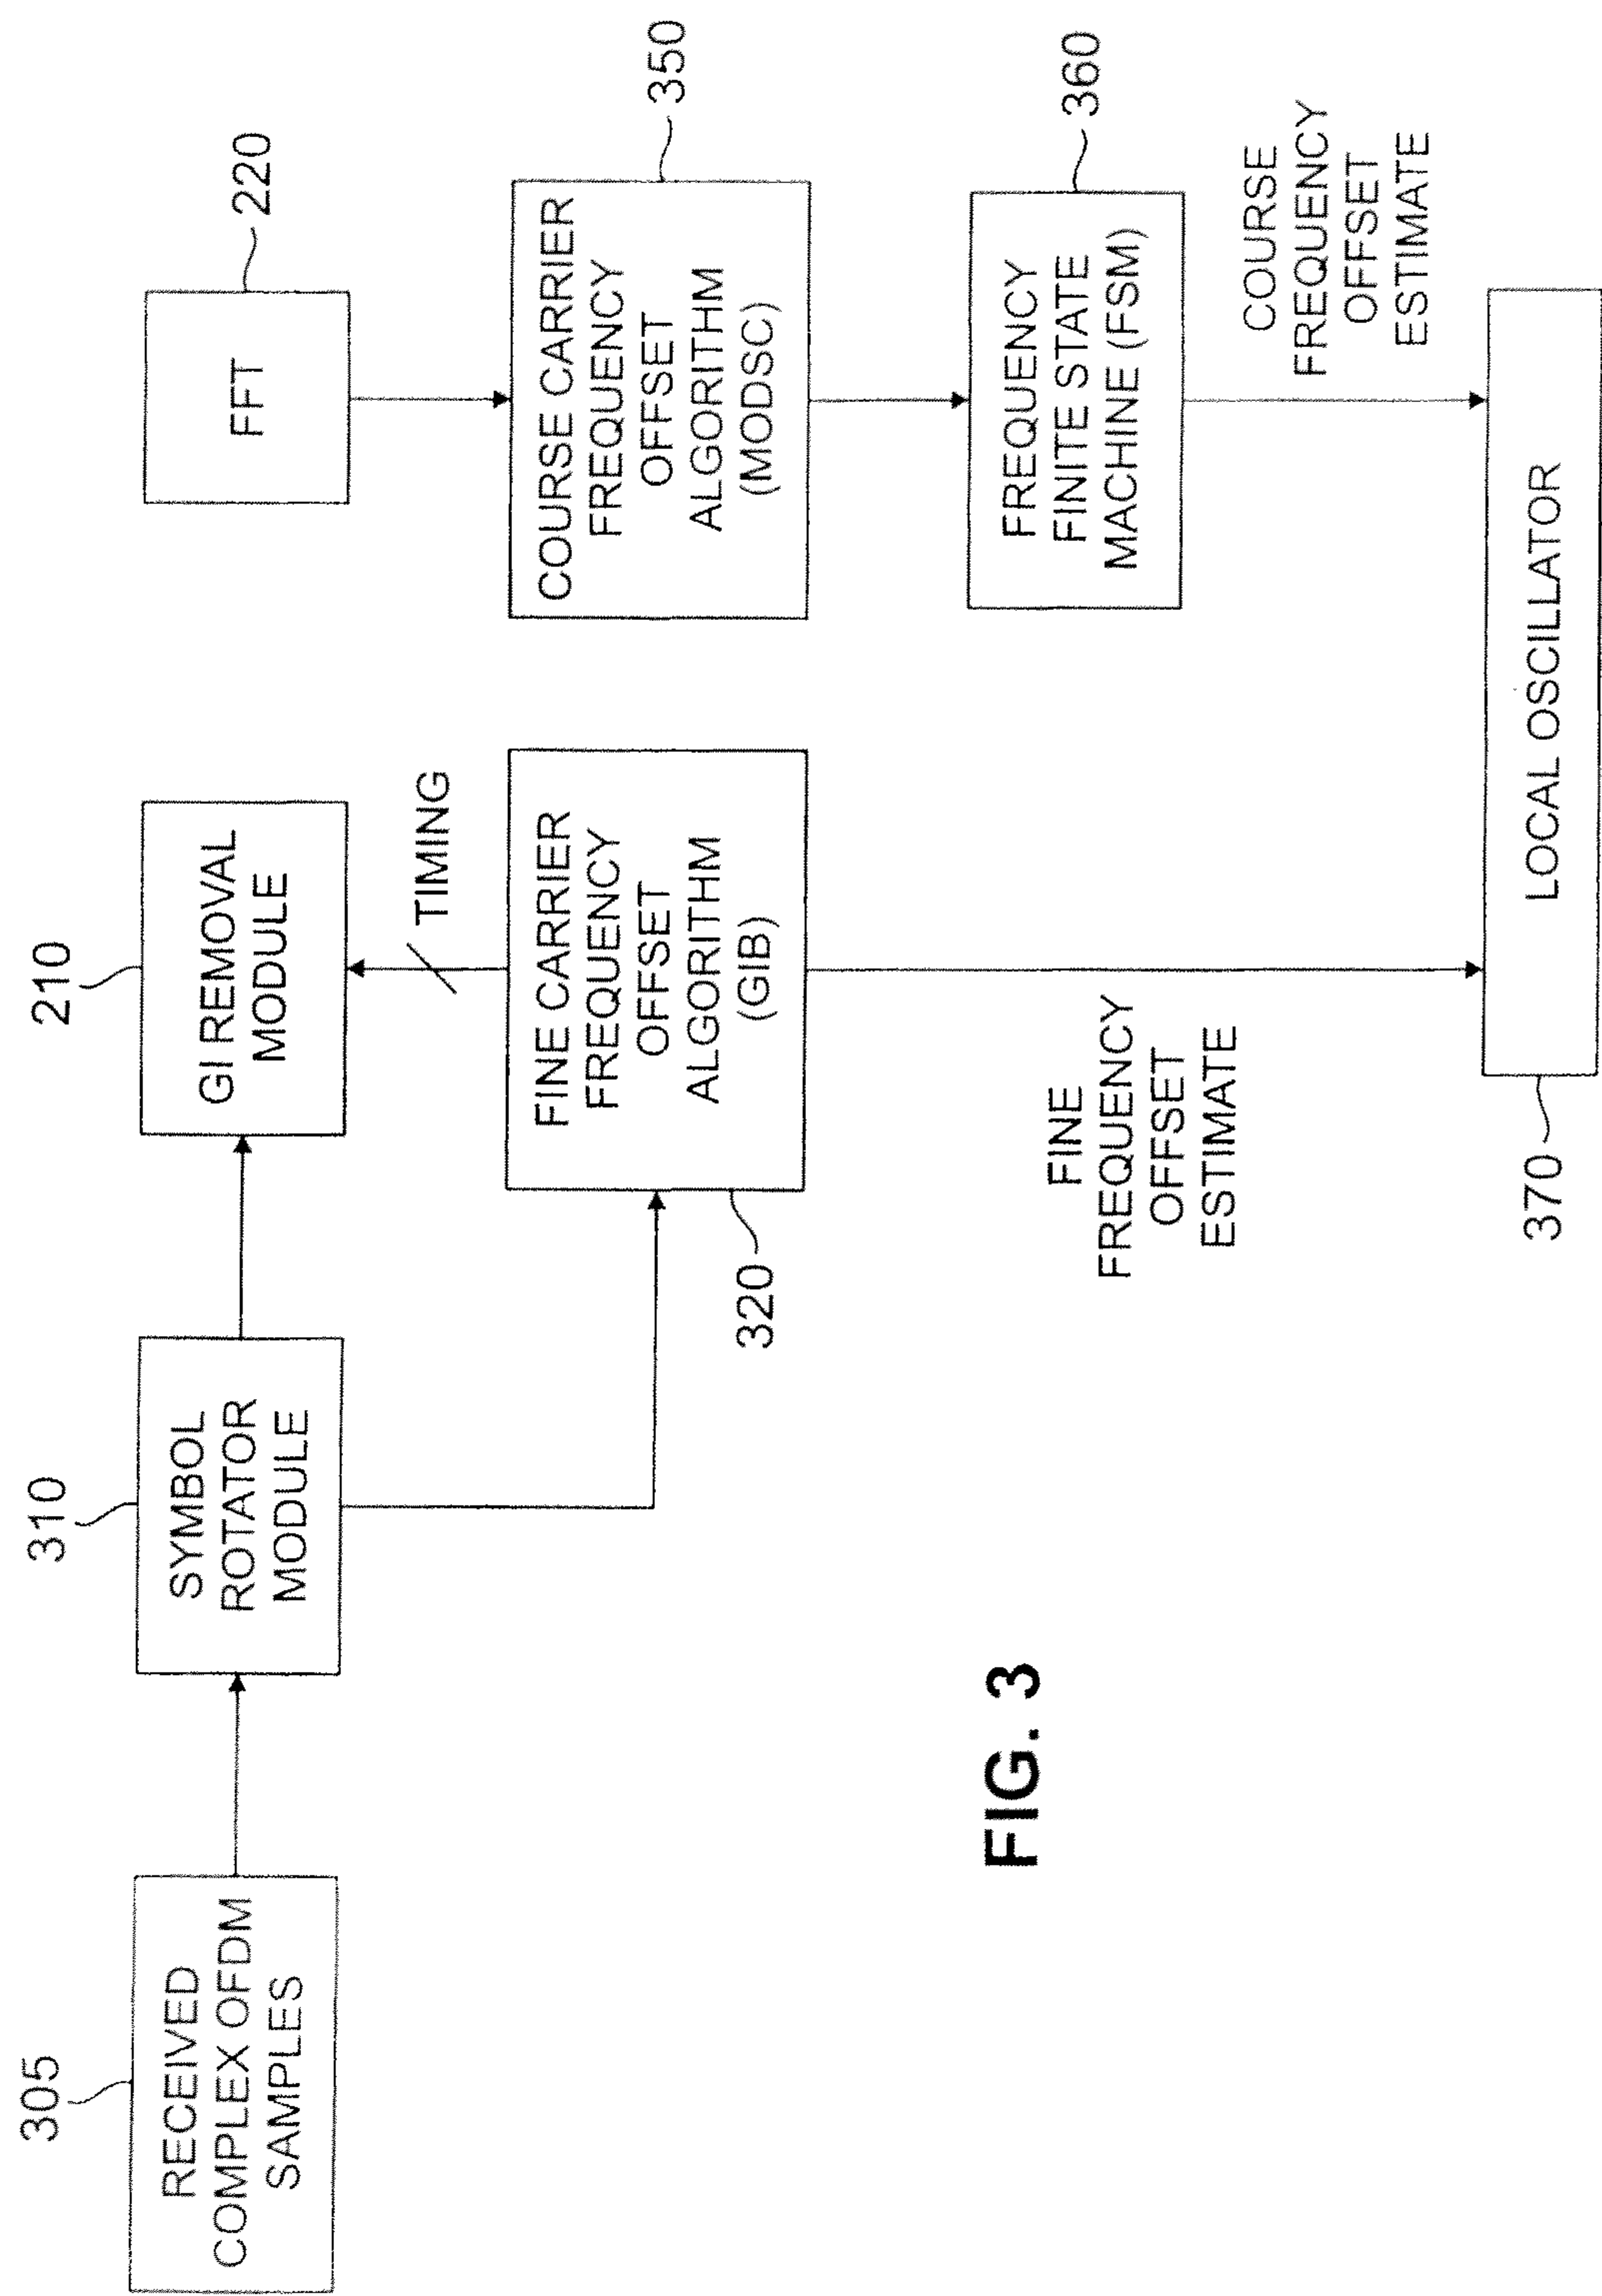 305
RECEIVED
COMPLEX OFDM
SAMPLES
310
SYMBOL
ROTATOR
MODULE
210
GI REMOVAL
MODULE
FFT
220
TIMING
320
FINE CARRIER
FREQUENCY
OFFSET
ALGORITHM
(GIB)
COURSE CARRIER
FREQUENCY
OFFSET
ALGORITHM
(MODSC)
350
FREQUENCY
FINITE STATE
MACHINE (FSM)
360
FINE
FREQUENCY
OFFSET
ESTIMATE
COURSE
FREQUENCY
OFFSET
ESTIMATE
370
LOCAL OSCILLATOR
FIG. 3